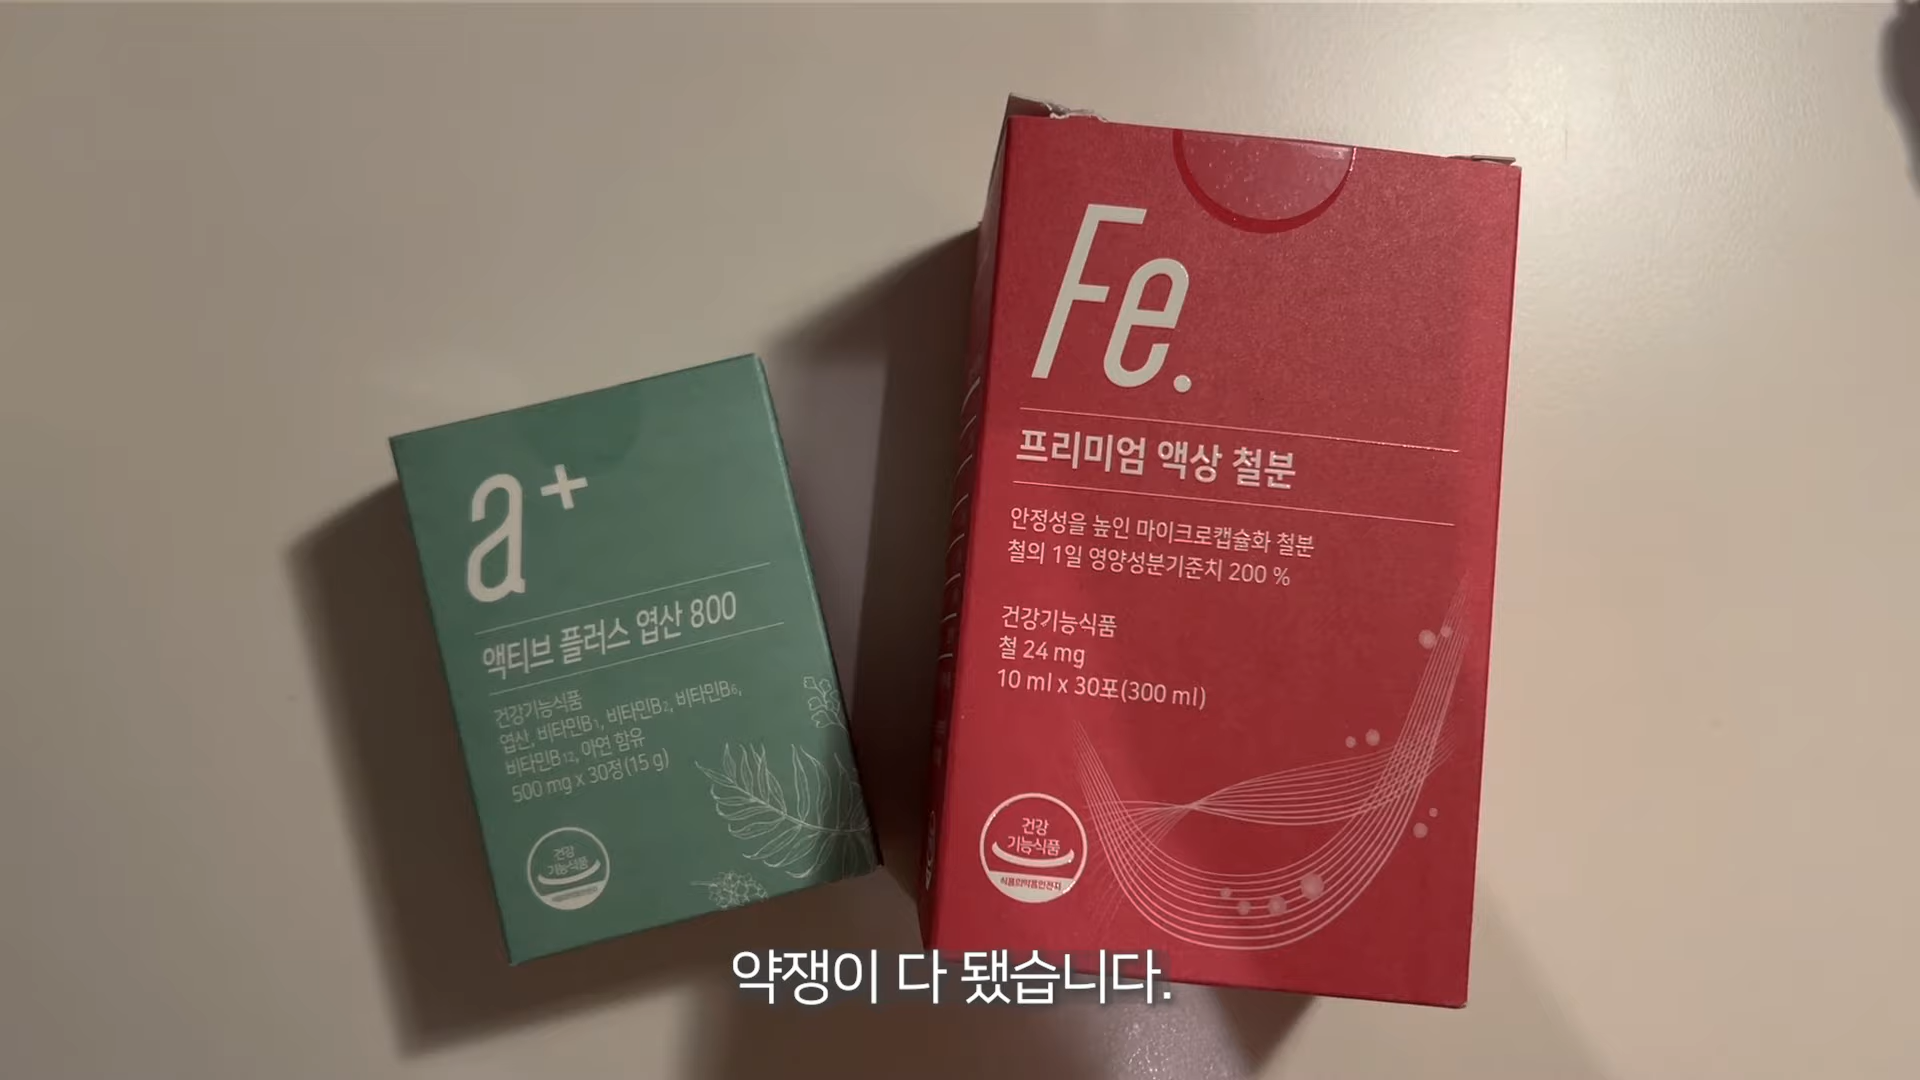 a+
액티브 플러스 엽산 800
건강기능식품
엽산, 비타민B1, 비타민B2, 비타민B6,
비타민B12, 아연 함유
500 mg x 30정(15 g)
건강
기능식품
Fe.
프리미엄 액상 철분
안정성을 높인 마이크로캡슐화 철분
철의 1일 영양성분기준치 200 %
건강기능식품
철 24 mg
10 ml x 30포(300 ml)
건강
기능식품
식품의약품안전처
약쟁이 다 됐습니다.